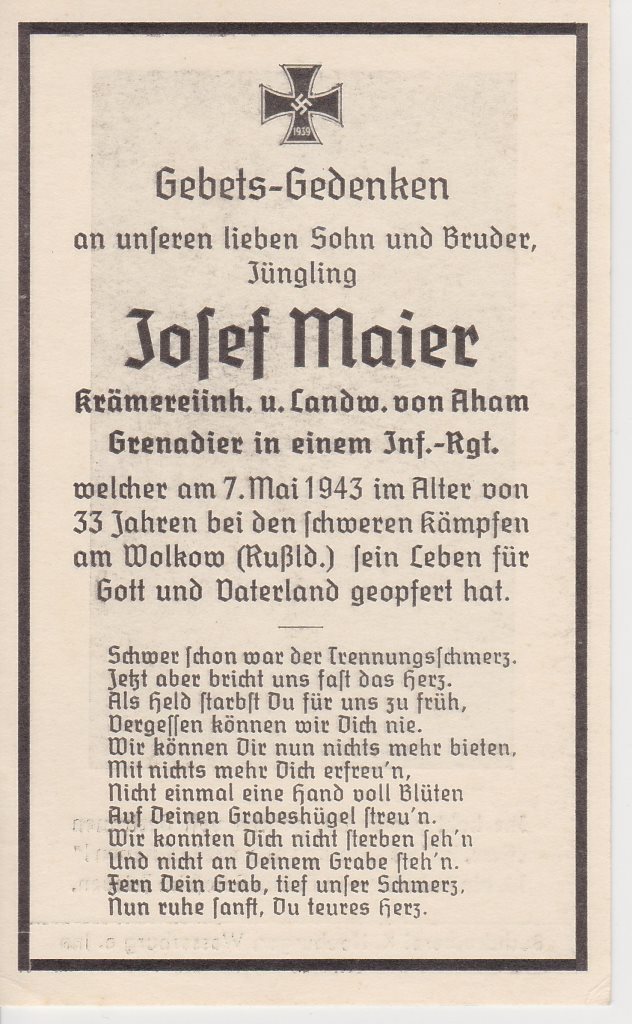 1939
Gebets-Gedenken
an unseren lieben Sohn und Bruder,
Jüngling
Josef Maier
Krämereiinh. u. Landw. von Aham
Grenadier in einem Inf.-Rgt.
welcher am 7. Mai 1943 im Alter von
33 Jahren bei den schweren Kämpfen
am Wolkow (Rußld.) sein Leben für
Gott und Vaterland geopfert hat.
Schwer schon war der Trennungsschmerz.
Jetzt aber bricht uns fast das Herz.
Als Held starbst Du für uns zu früh,
Vergessen können wir Dich nie.
Wir können Dir nun nichts mehr bieten,
Mit nichts mehr Dich erfreu'n,
Nicht einmal eine Hand voll Blüten
Auf Deinen Grabeshügel streu'n.
Wir konnten Dich nicht sterben seh'n
Und nicht an Deinem Grabe steh'n.
Fern Dein Grab, tief unser Schmerz,
Nun ruhe sanft, Du teures Herz.